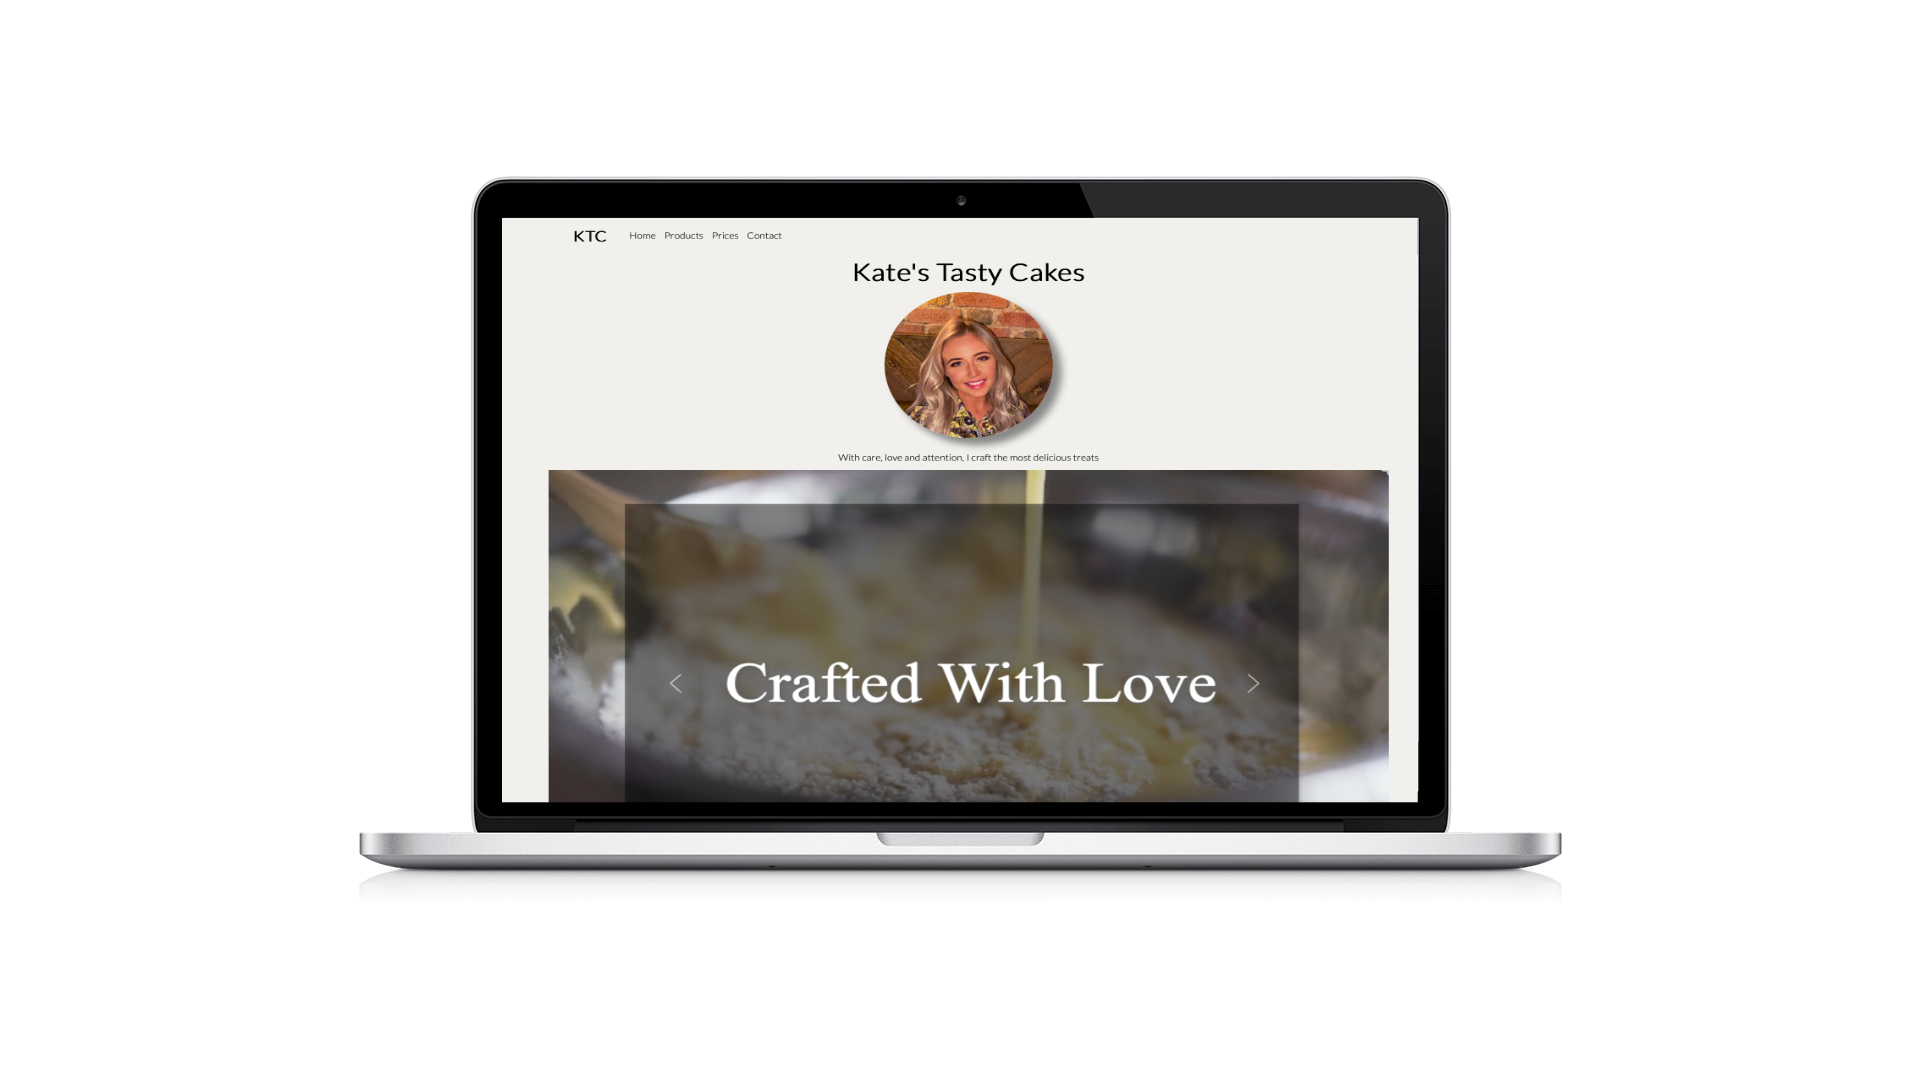 KTC Home Products Prices Contact
Kate's Tasty Cakes
With care, love and attention, I craft the most delicious treats
Crafted With Love